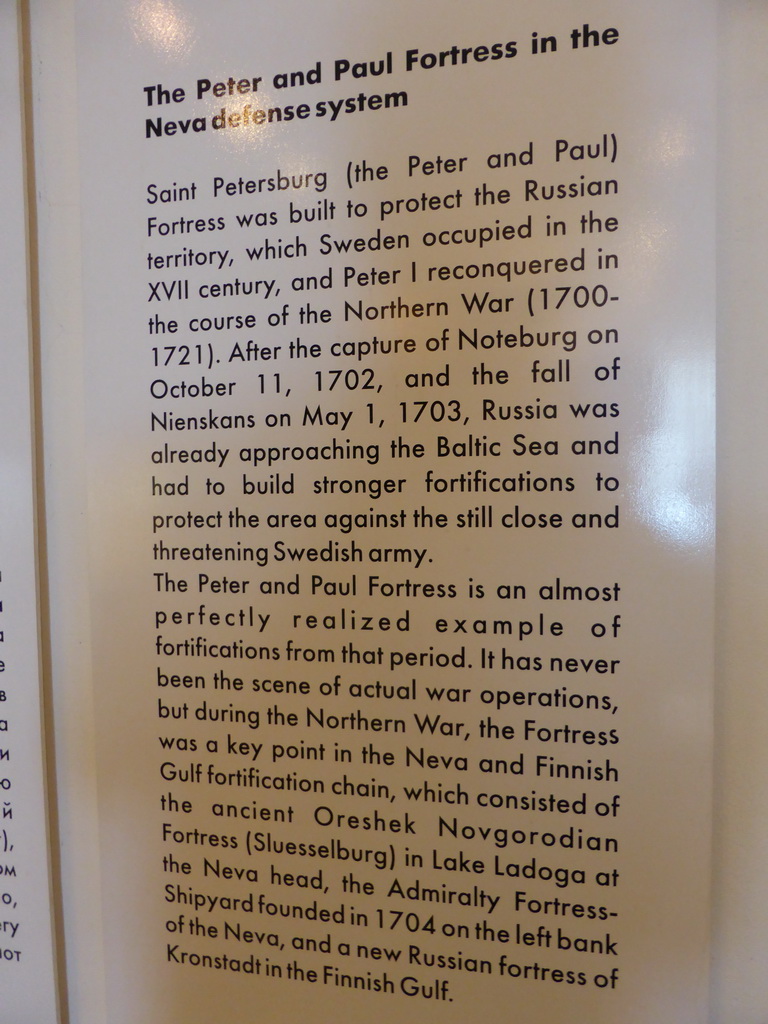 The Peter and Paul Fortress in the
Neva defense system
Saint Petersburg (the Peter and Paul)
Fortress was built to protect the Russian
territory, which Sweden occupied in the
XVII century, and Peter I reconquered in
the course of the Northern War (1700-
1721). After the capture of Noteburg on
October 11, 1702, and the fall of
Nienskans on May 1, 1703, Russia was
already approaching the Baltic Sea and
had to build stronger fortifications to
protect the area against the still close and
threatening Swedish army.
The Peter and Paul Fortress is an almost
perfectly realized example of
fortifications from that period. It has never
been the scene of actual war operations,
but during the Northern War, the Fortress
was a key point in the Neva and Finnish
Gulf fortification chain, which consisted of
the ancient Oreshek Novgorodian
Fortress (Sluesselburg) in Lake Ladoga at
the Neva head, the Admiralty Fortress-
Shipyard founded in 1704 on the left bank
of the Neva, and a new Russian fortress of
Kronstadt in the Finnish Gulf.